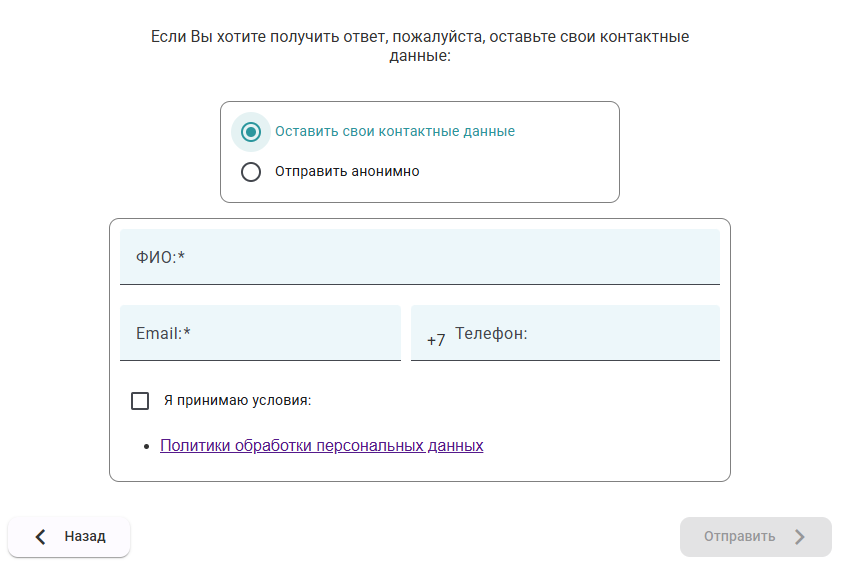 Если Вы хотите получить ответ, пожалуйста, оставьте свои контактные
данные:
Оставить свои контактные данные
Отправить анонимно
ФИО:*
Email:*
+7 Телефон:
Я принимаю условия:
• Политики обработки персональных данных
Назад
Отправить